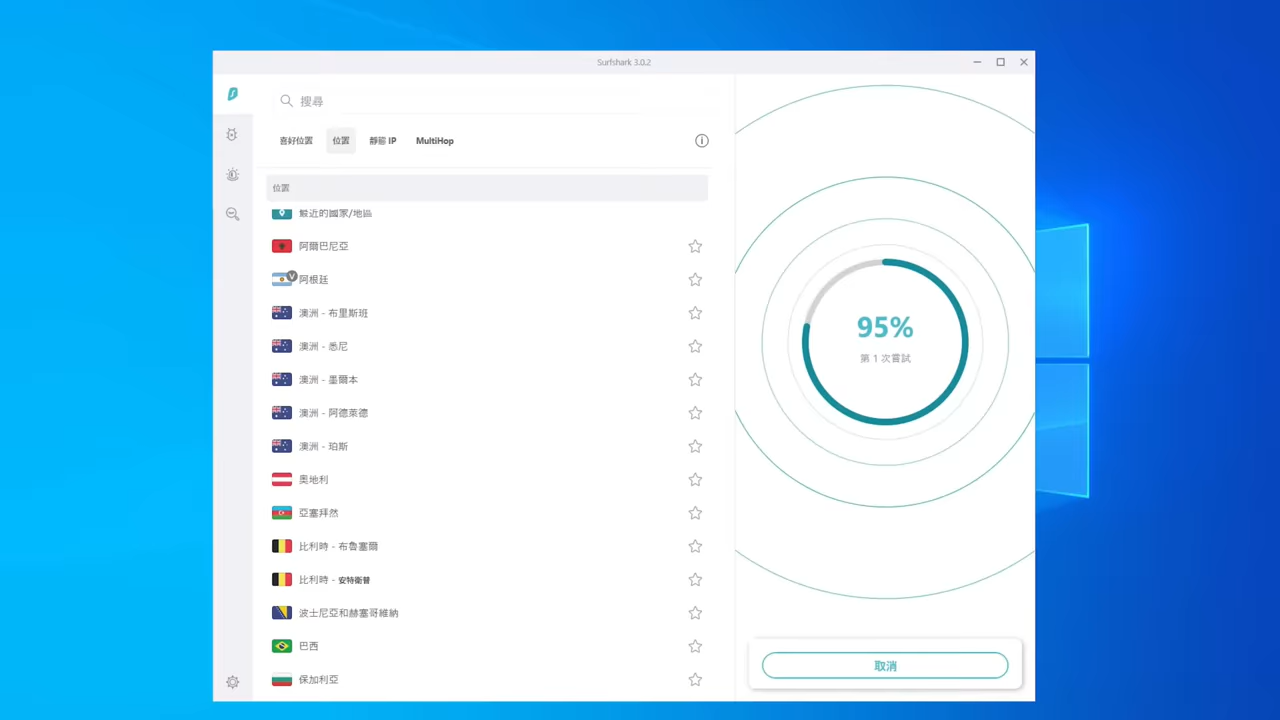 Surfshark 3.0.2
搜尋
喜好位置 位置 靜態 IP MultiHop
位置
最近的國家/地區
阿爾巴尼亞
V 阿根廷
澳洲 - 布里斯班
澳洲 - 悉尼
澳洲 - 墨爾本
澳洲 - 阿德萊德
澳洲 - 珀斯
奧地利
亞塞拜然
比利時 - 布魯塞爾
比利時 - 安特衛普
波士尼亞和赫塞哥維納
巴西
保加利亞
95%
第 1 次嘗試
取消